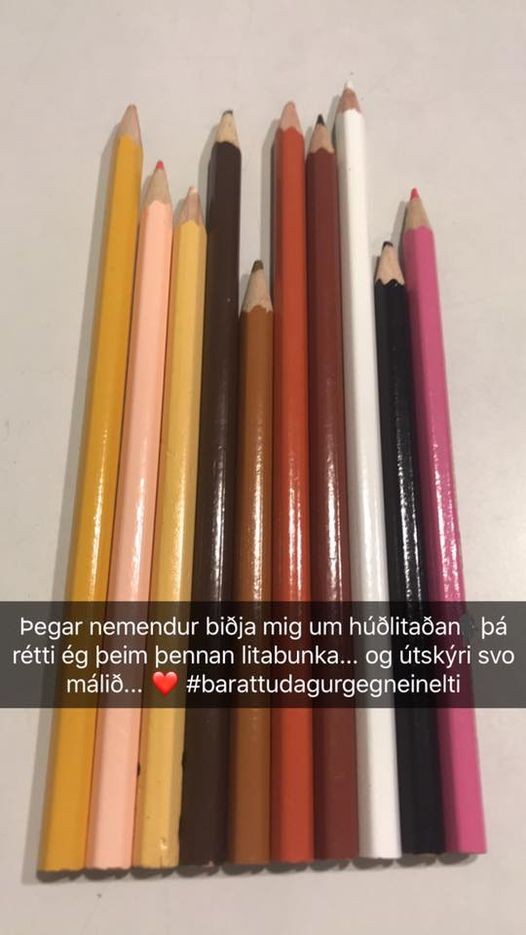 Þegar nemendur biðja mig um húðlitaðan þá
rétti ég þeim þennan litabunka... og útskýri svo
málið... ❤️ #barattudagurgegneinelti